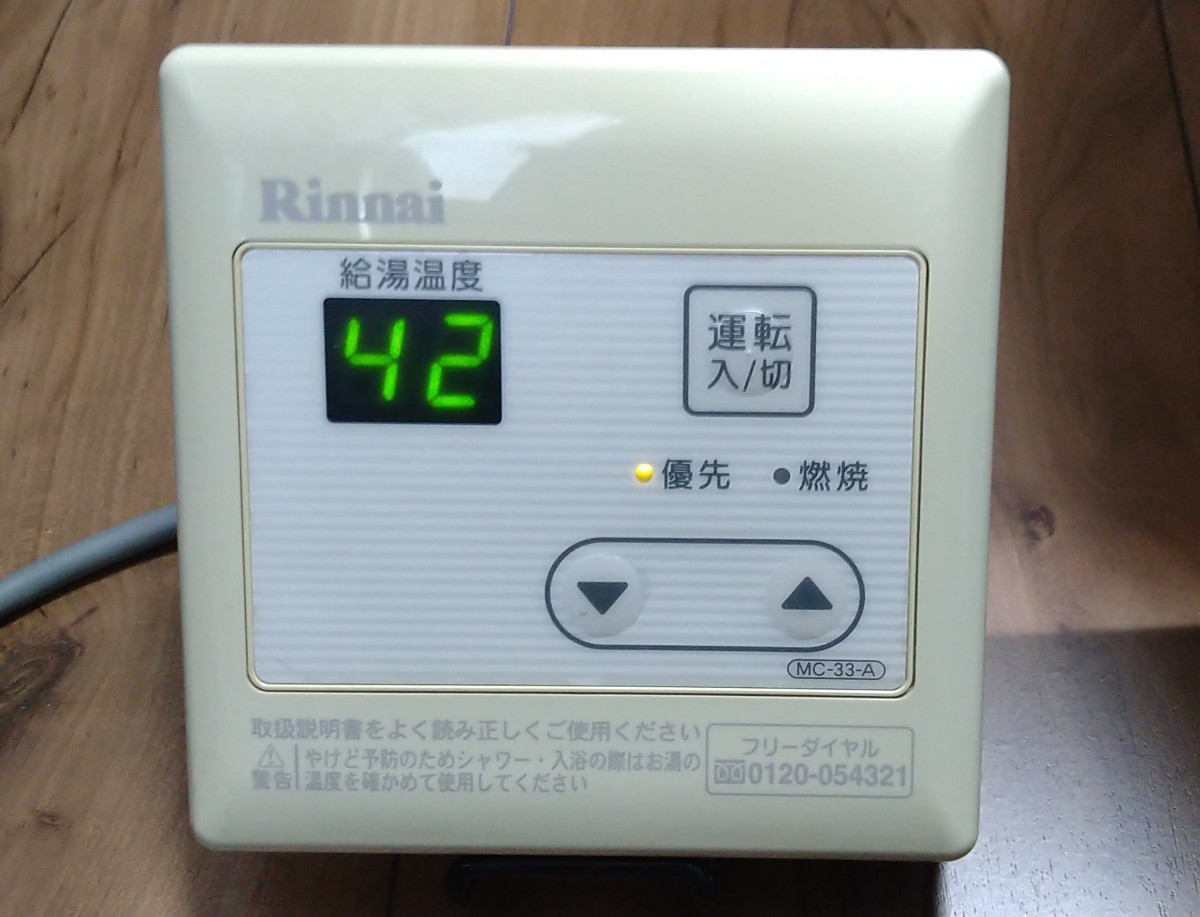 Rinnai
給湯温度
42
運転
入/切
優先
燃焼
▼
▲
MC-33-A
取扱説明書をよく読み正しくご使用ください
警告
やけど予防のためシャワー・入浴の際はお湯の
温度を確かめて使用してください
フリーダイヤル
0120-054321